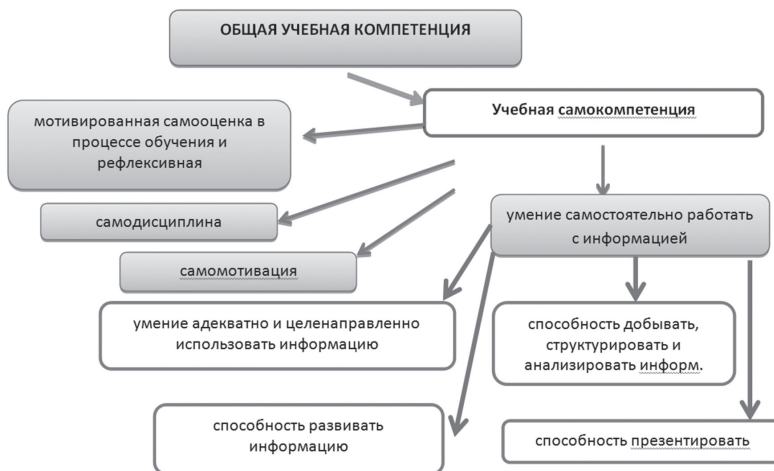 ОБЩАЯ УЧЕБНАЯ КОМПЕТЕНЦИЯ
Учебная самокомпетенция
мотивированная самооценка в
процессе обучения и
рефлексивная
самодисциплина
самомотивация
умение самостоятельно работать
с информацией
умение адекватно и целенаправленно
использовать информацию
способность добывать,
структурировать и
анализировать информ.
способность развивать
информацию
способность презентировать